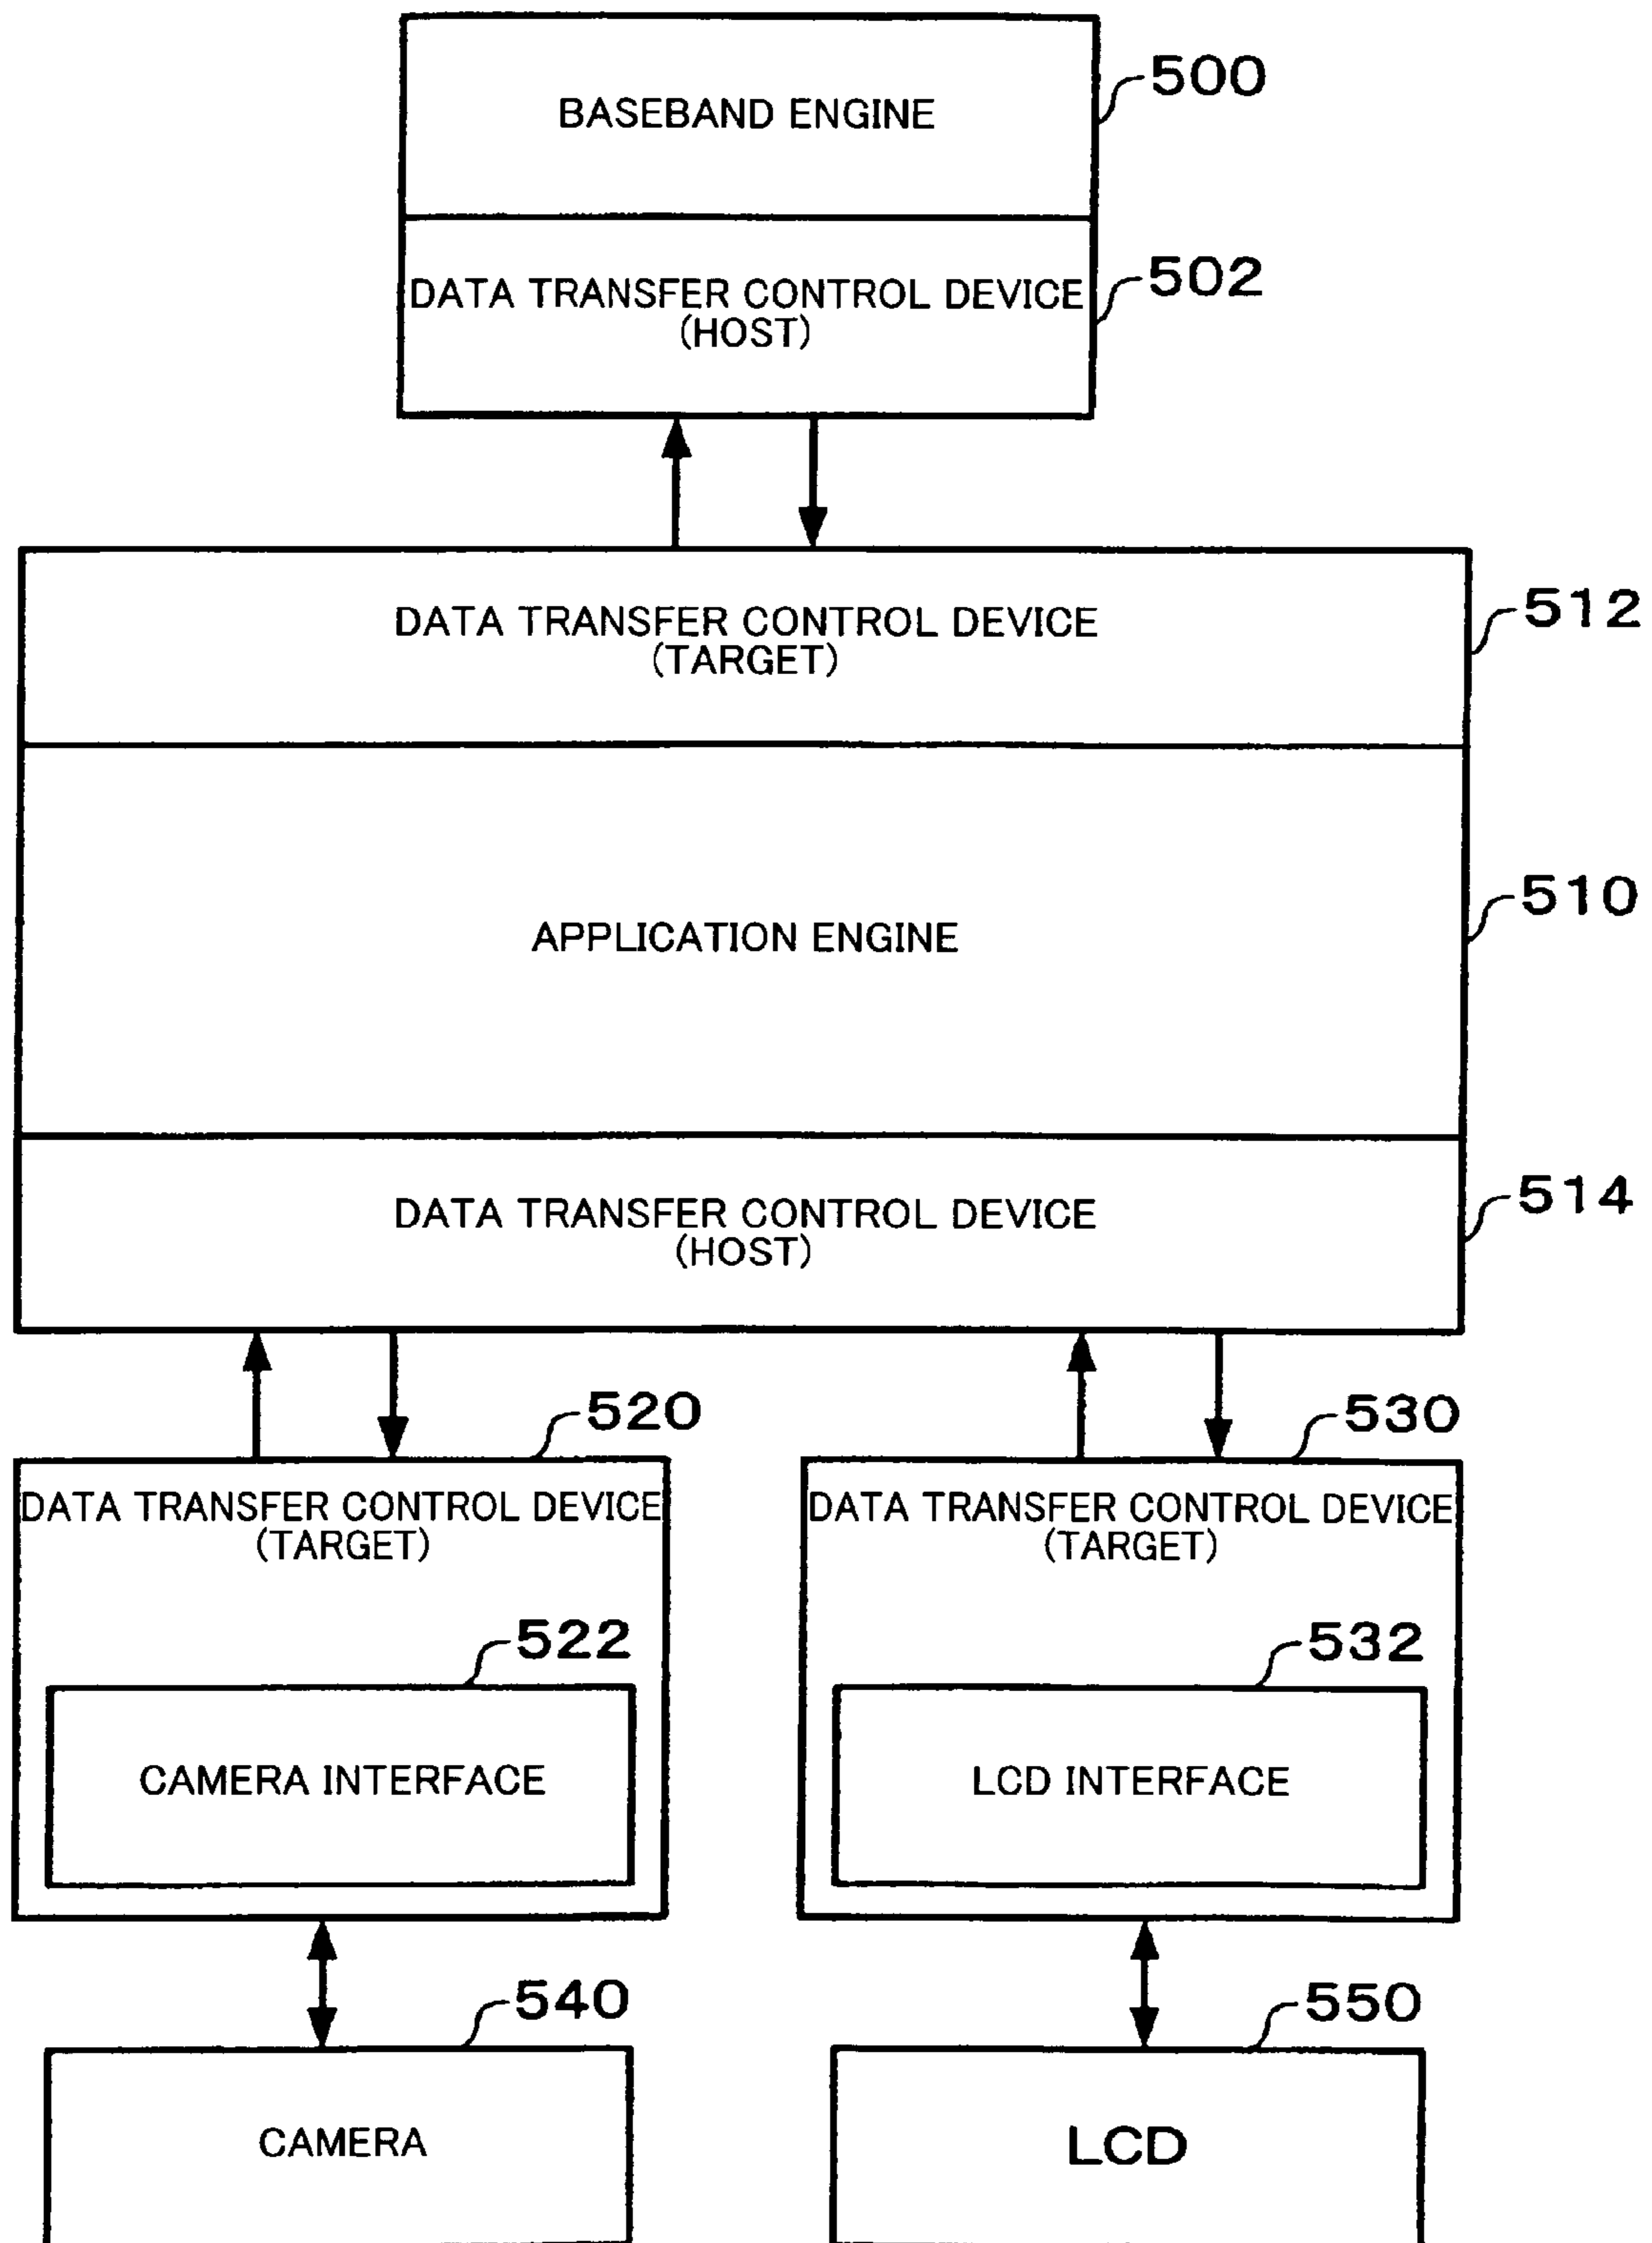 BASEBAND ENGINE
500
DATA TRANSFER CONTROL DEVICE
(HOST)
502
DATA TRANSFER CONTROL DEVICE
(TARGET)
512
APPLICATION ENGINE
510
DATA TRANSFER CONTROL DEVICE
(HOST)
514
520
530
DATA TRANSFER CONTROL DEVICE
(TARGET)
DATA TRANSFER CONTROL DEVICE
(TARGET)
522
532
CAMERA INTERFACE
LCD INTERFACE
540
550
CAMERA
LCD